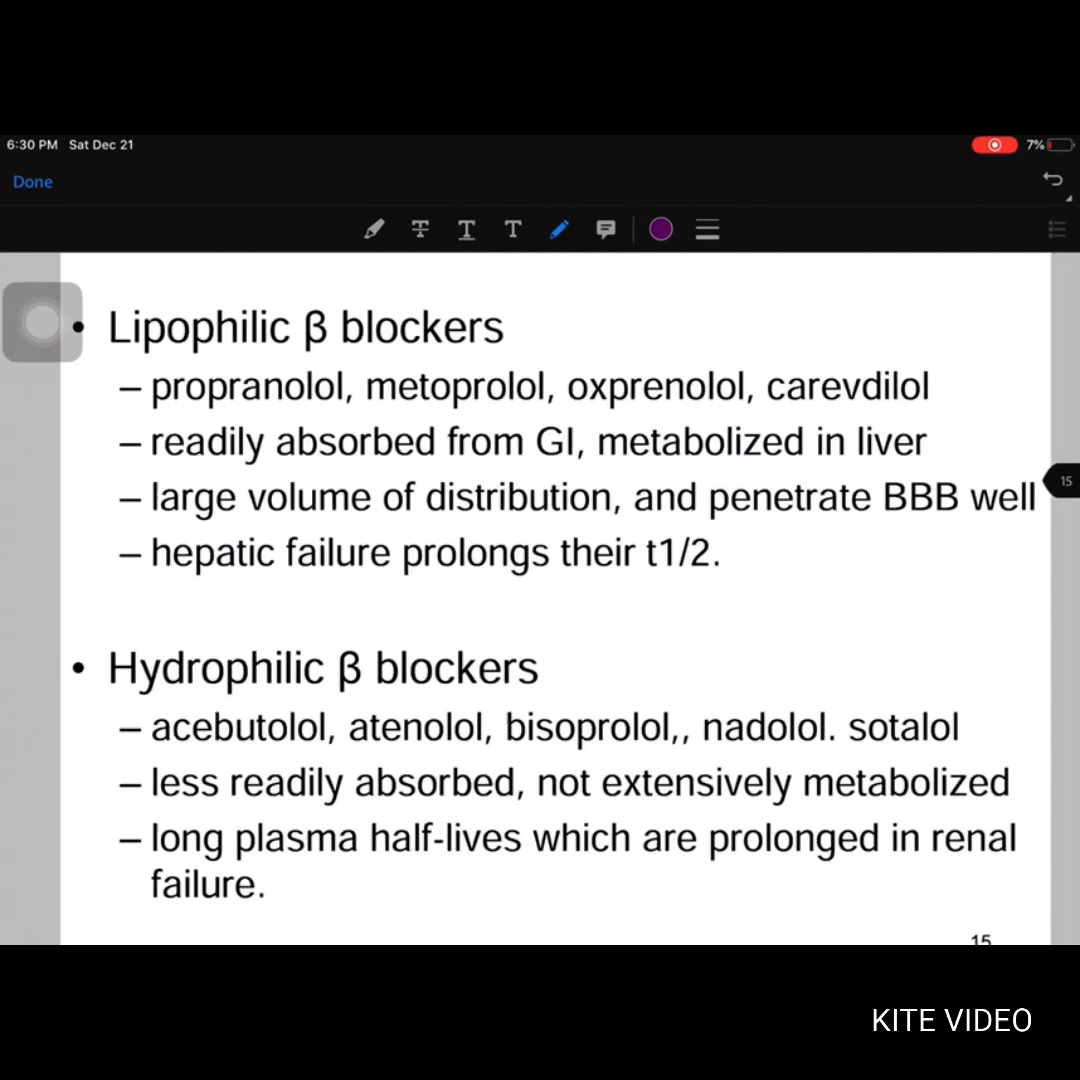 6:30 PM Sat Dec 21
7%
Done
• Lipophilic β blockers
– propranolol, metoprolol, oxprenolol, carevdilol
– readily absorbed from GI, metabolized in liver
– large volume of distribution, and penetrate BBB well
15
– hepatic failure prolongs their t1/2.
• Hydrophilic β blockers
– acebutolol, atenolol, bisoprolol,, nadolol. sotalol
– less readily absorbed, not extensively metabolized
– long plasma half-lives which are prolonged in renal
failure.
15
KITE VIDEO